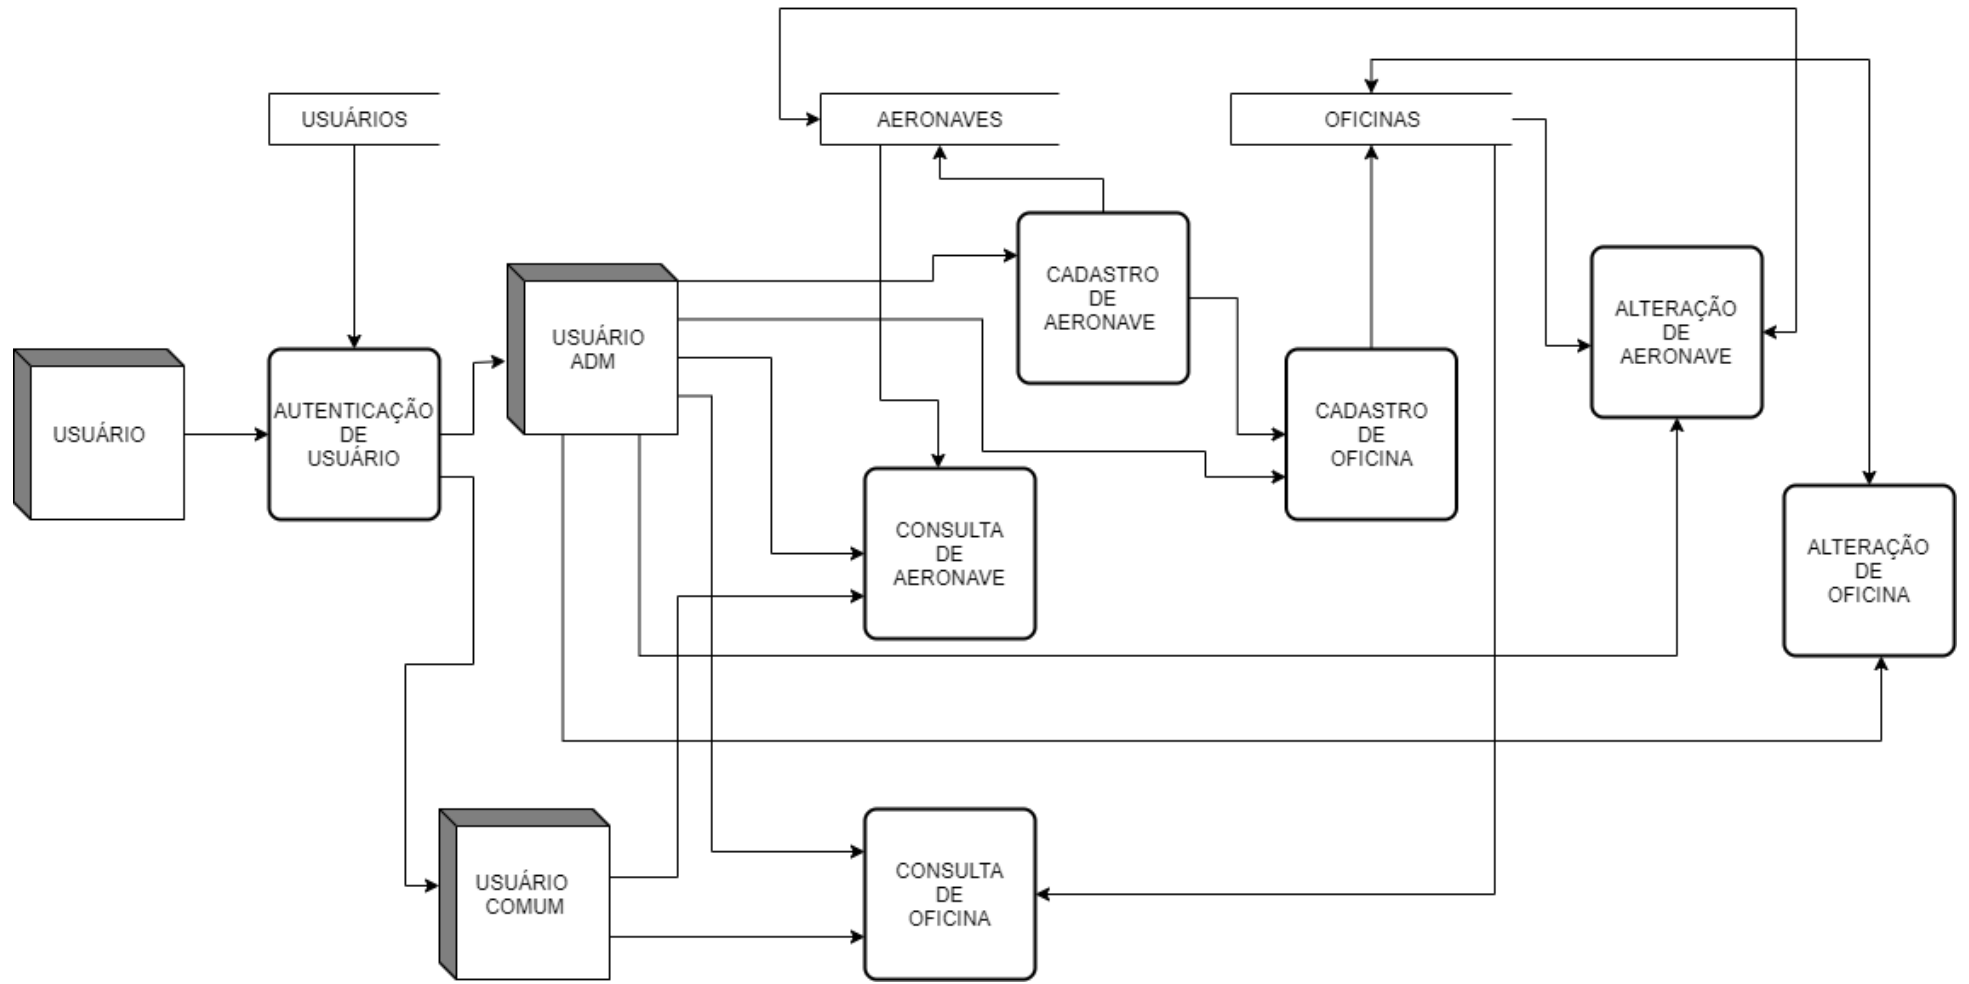 USUÁRIOS
AERONAVES
OFICINAS
CADASTRO
DE
AERONAVE
ALTERAÇÃO
DE
AERONAVE
USUÁRIO
ADM
USUÁRIO
AUTENTICAÇÃO
DE
USUÁRIO
CADASTRO
DE
OFICINA
CONSULTA
DE
AERONAVE
ALTERAÇÃO
DE
OFICINA
USUÁRIO
COMUM
CONSULTA
DE
OFICINA